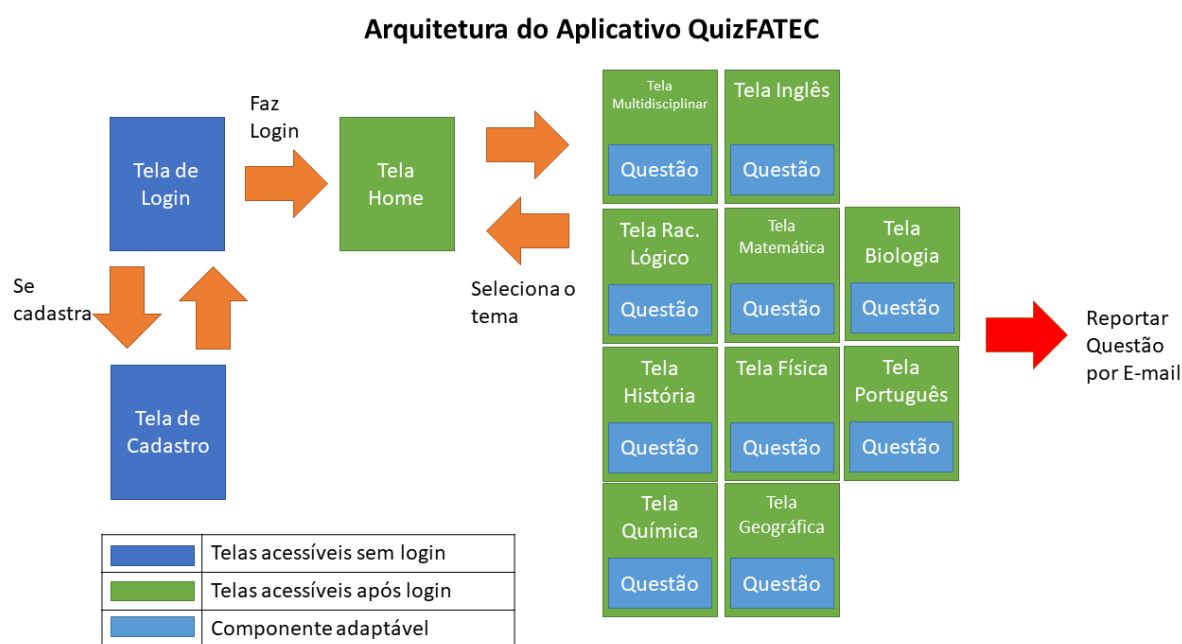 Arquitetura do Aplicativo QuizFATEC
Tela de
Login
Faz
Login
Tela
Home
Se
cadastra
Tela de
Cadastro
Seleciona o
tema
Tela
Multidisciplinar
Questão
Tela Inglês
Questão
Tela Rac.
Lógico
Questão
Tela
Matemática
Questão
Tela
Biologia
Questão
Tela
História
Questão
Tela Física
Questão
Tela
Português
Questão
Tela
Química
Questão
Tela
Geográfica
Questão
Reportar
Questão
por E-mail
Telas acessíveis sem login
Telas acessíveis após login
Componente adaptável